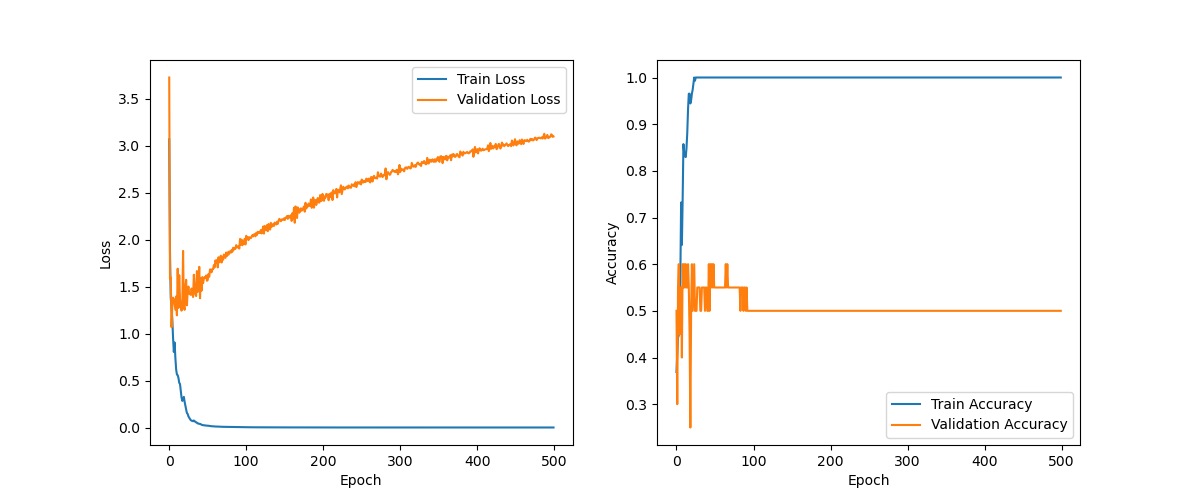 Loss
3.5
3.0
2.5
2.0
1.5
1.0
0.5
0.0
Train Loss
Validation Loss
0 100 200 300 400 500
Epoch
Accuracy
1.0
0.9
0.8
0.7
0.6
0.5
0.4
0.3
Train Accuracy
Validation Accuracy
0 100 200 300 400 500
Epoch